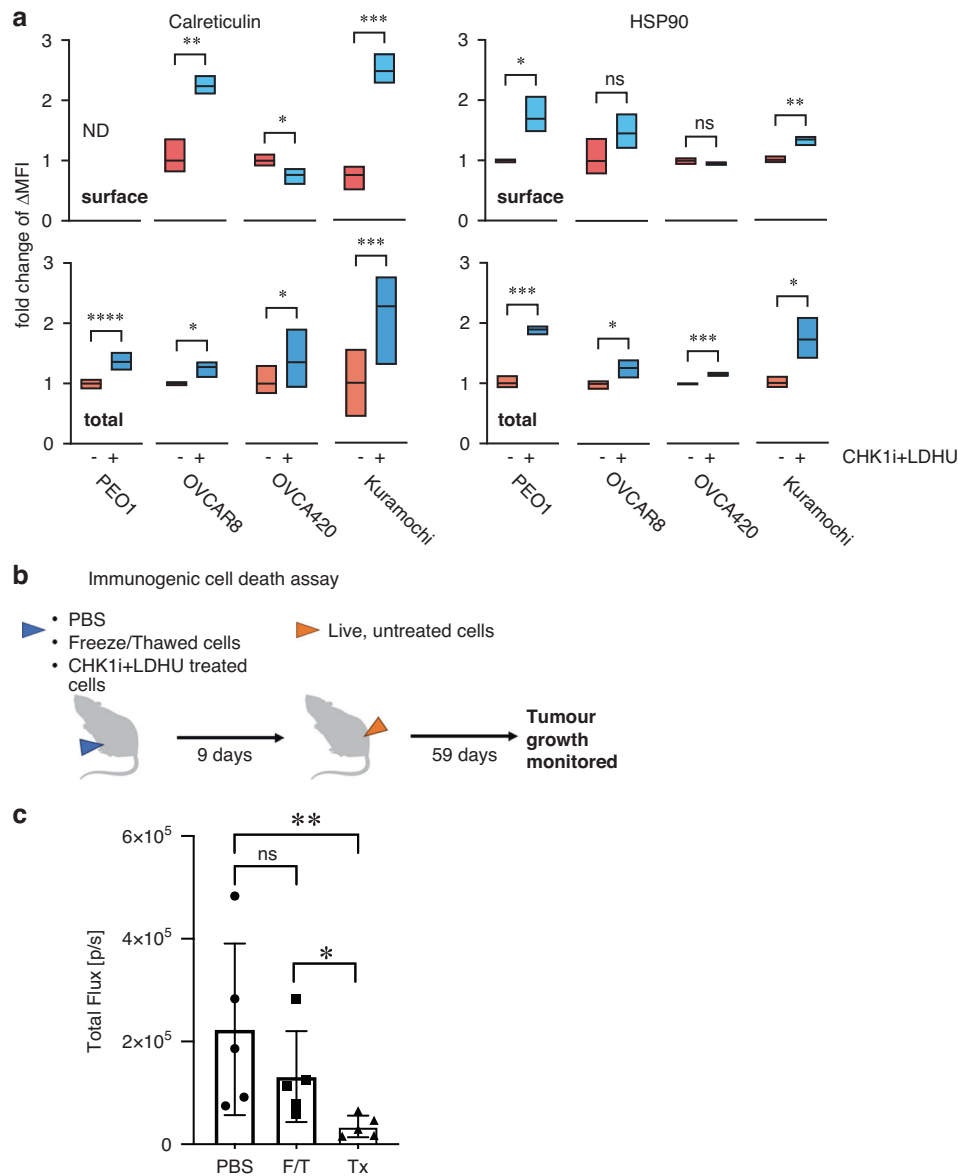 a
Calreticulin
HSP90
fold change of ΔMFI
3
2
1
0
ND
surface
**
*
***
3
2
1
0
surface
*
ns
ns
**
3
2
1
0
total
****
*
*
***
3
2
1
0
total
***
*
***
*
- + - + - + - +
- + - + - + - +
CHK1i+LDHU
PEO1
OVCAR8
OVCA420
Kuramochi
PEO1
OVCAR8
OVCA420
Kuramochi
b
Immunogenic cell death assay
• PBS
• Freeze/Thawed cells
• CHK1i+LDHU treated
cells
Live, untreated cells
9 days
59 days
Tumour
growth
monitored
c
Total Flux [p/s]
6×10⁵
4×10⁵
2×10⁵
0
**
ns
*
PBS
F/T
Tx